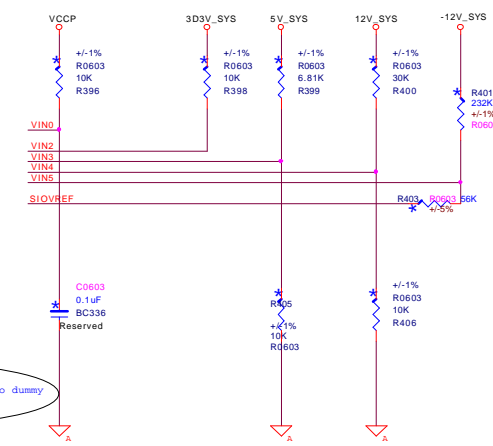 VCCP 3D3V_SYS 5V_SYS 12V_SYS -12V_SYS
+/-1% +/-1% +/-1% +/-1%
R0603 R0603 R0603 R0603
10K 10K 6.81K 30K
R396 R398 R399 R400
R401
232K
+/-1%
R060
VIN0
VIN2
VIN3
VIN4
VIN5
SIOVREF
R403 R0603 56K
+/-5%
C0603
0.1uF
BC336
Reserved
R405
+/-1%
10K
R0603
+/-1%
R0603
10K
R406
o dummy
A A A